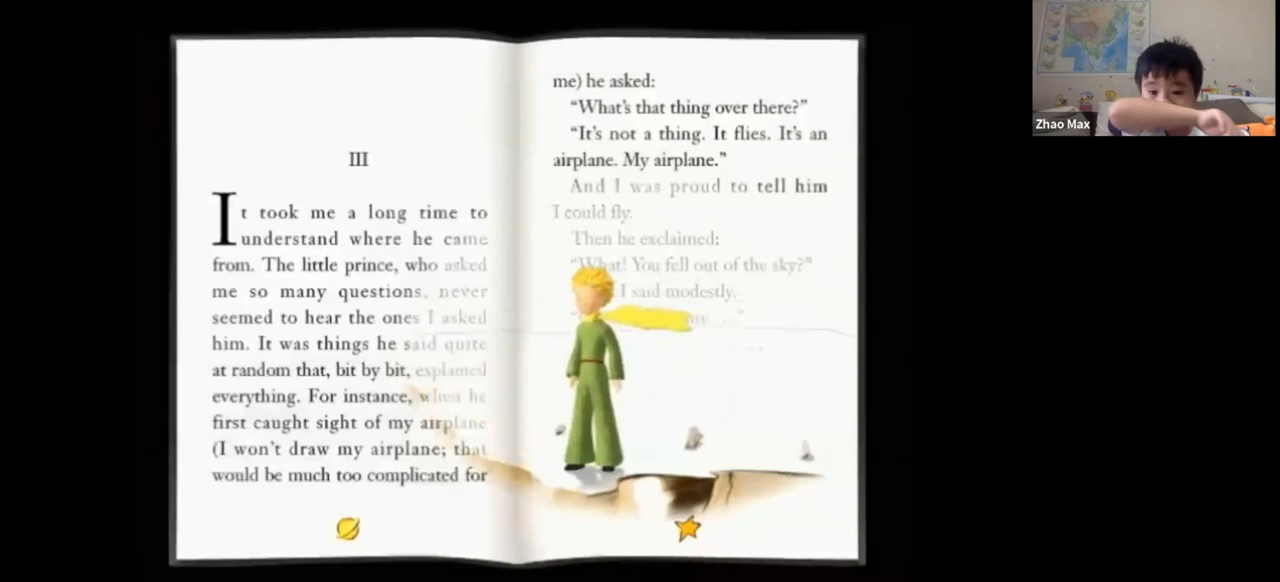 III
It took me a long time to
understand where he came
from. The little prince, who asked
me so many questions, never
seemed to hear the ones I asked
him. It was things he said quite
at random that, bit by bit, explained
everything. For instance, when he
first caught sight of my airplane
(I won't draw my airplane; that
would be much too complicated for
me) he asked:
“What's that thing over there?”
“It's not a thing. It flies. It's an
airplane. My airplane.”
And I was proud to tell him
I could fly.
Then he exclaimed:
“What! You fell out of the sky?”
I said modestly.
Zhao Max